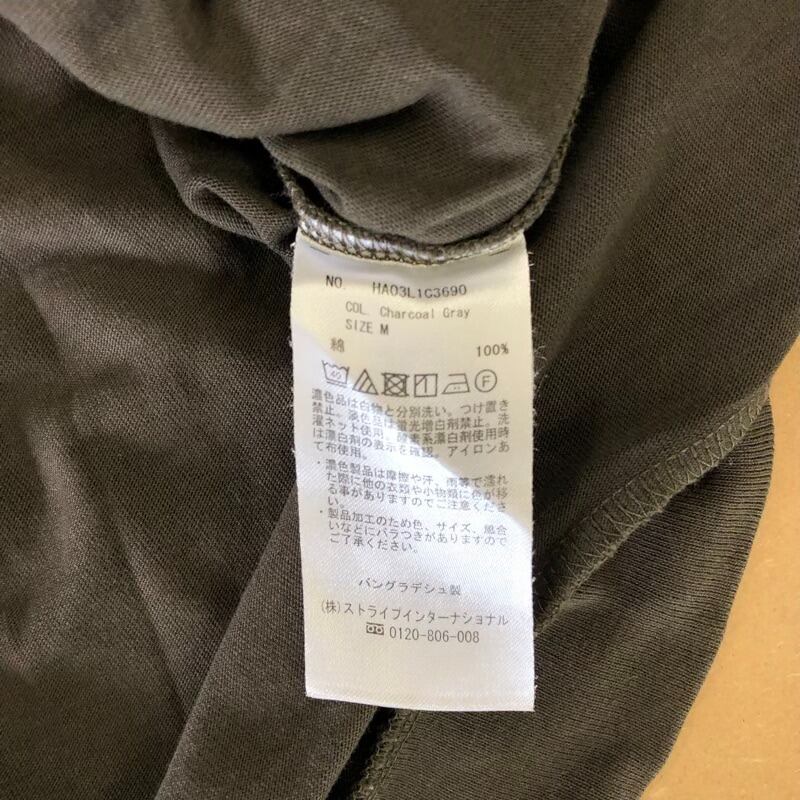 NO. HA03L1C3690
COL. Charcoal Gray
SIZE M
綿 100%
40 F
濃色品は白物と分別洗い。つけ置き
禁止。淡色品は蛍光増白剤禁止。洗
濯ネット使用。酵素系漂白剤使用時
は漂白剤の表示を確認。アイロンあ
て布使用。
・濃色製品は摩擦や汗、雨等で濡れ
た際に他の衣類や小物類に色が移
る事がありますのでご注意くださ
い。
・製品加工のため色、サイズ、風合
いなどにバラつきがありますので
ご了承ください。
バングラデシュ製
(株)ストライプインターナショナル
0120-806-008